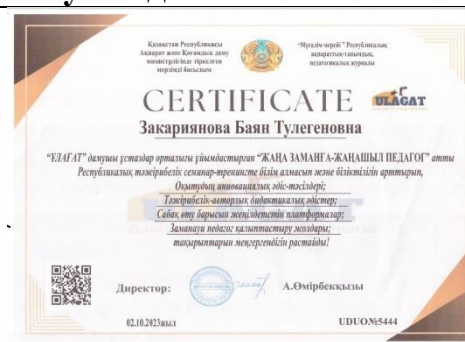 Қазақстан Республикасы
Ақпарат және Қоғамдық даму
министрлігінде тіркелген
мерзімді басылым
"Мұғалім мерейі" Республикалық
ақпараттық-танымдық,
педагогикалық журналы
CERTIFICATE
ULAGAT
Закариянова Баян Тулегеновна
"ҰЛАҒАТ" дамушы ұстаздар орталығы ұйымдастырған "ЖАҢА ЗАМАНҒА-ЖАҢАШЫЛ ПЕДАГОГ" атты
Республикалық тәжірибелік семинар-тренингте білім алмасып және біліктілігін арттырып,
Оқытудың инновациялық әдіс-тәсілдері;
Тәжірибелік-авторлық дидактикалық әдістер;
Сабақ өту барысын жеңілдететін платформалар;
Заманауи педагог қалыптастыру жолдары;
тақырыптарын меңгергендігін растайды!
Директор:
А.Өмірбекқызы
02.10.2023жыл
UDUO№5444